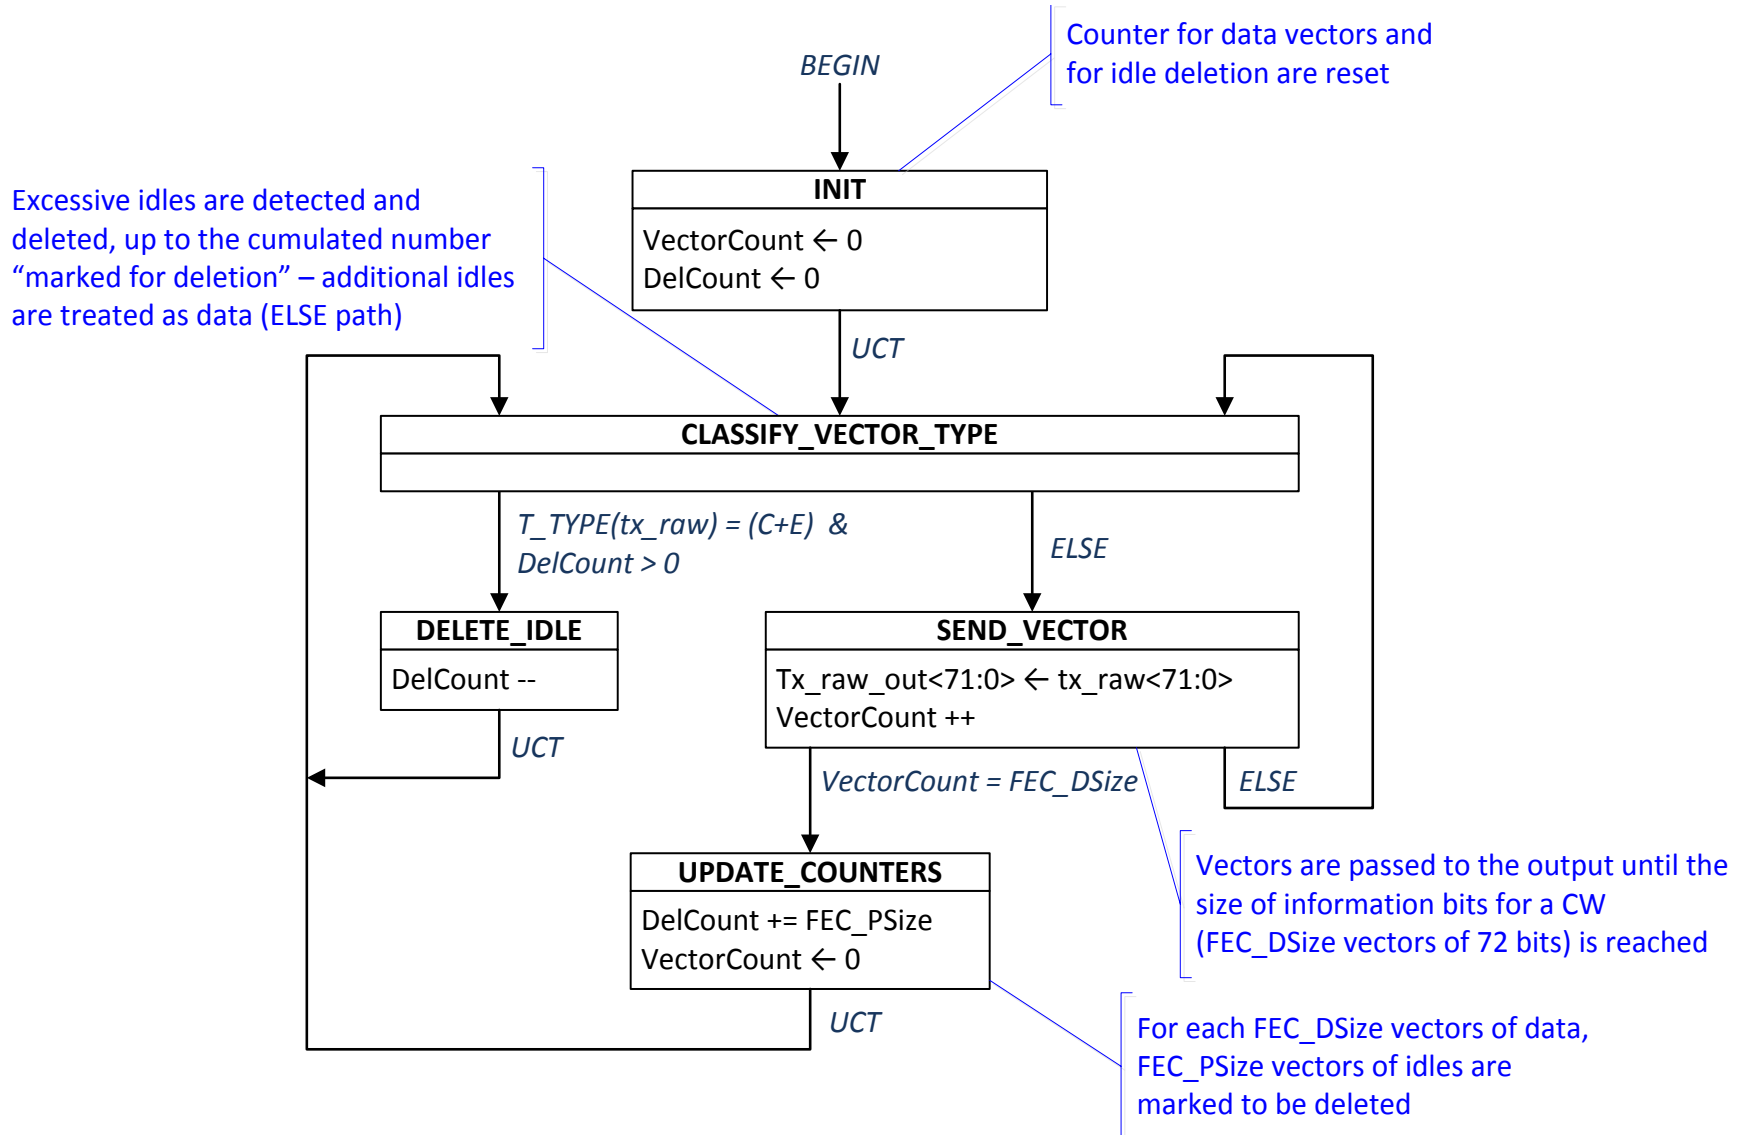 Counter for data vectors and
for idle deletion are reset
BEGIN
Excessive idles are detected and
deleted, up to the cumulated number
“marked for deletion” – additional idles
are treated as data (ELSE path)
INIT
VectorCount ← 0
DelCount ← 0
UCT
CLASSIFY_VECTOR_TYPE
T_TYPE(tx_raw) = (C+E) &
DelCount > 0
ELSE
DELETE_IDLE
DelCount --
UCT
SEND_VECTOR
Tx_raw_out<71:0> ← tx_raw<71:0>
VectorCount ++
VectorCount = FEC_DSize
ELSE
UPDATE_COUNTERS
DelCount += FEC_PSize
VectorCount ← 0
UCT
Vectors are passed to the output until the
size of information bits for a CW
(FEC_DSize vectors of 72 bits) is reached
For each FEC_DSize vectors of data,
FEC_PSize vectors of idles are
marked to be deleted